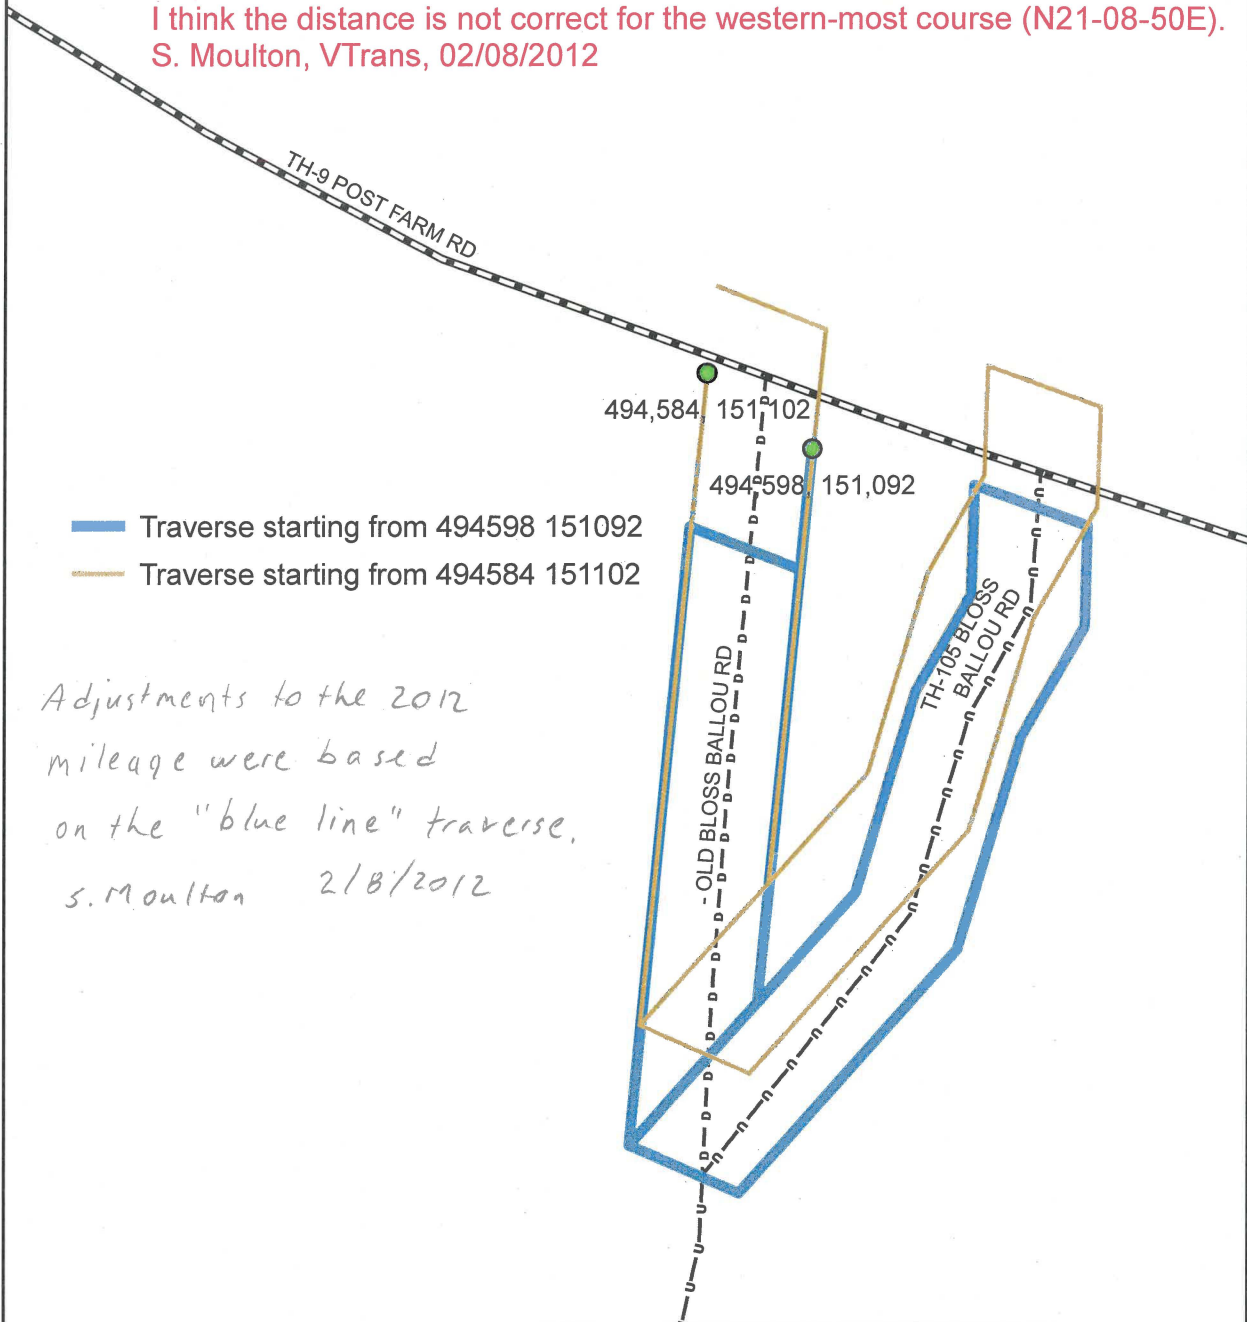 I think the distance is not correct for the western-most course (N21-08-50E).
S. Moulton, VTrans, 02/08/2012
TH-9 POST FARM RD
494,584, 151,102
494,598, 151,092
Traverse starting from 494598 151092
Traverse starting from 494584 151102
TH-105 BLOSS
BALLOU RD
- OLD BLOSS BALLOU RD
Adjustments to the 2012
mileage were based
on the "blue line" traverse.
S. Moulton 2/8/2012